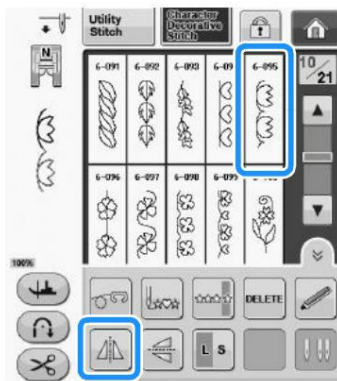 Utility
Stitch
Character
Decorative
Stitch
N
10/21
6-091 6-092 6-093 6-09 6-095
6-096 6-097 6-098 6-099
100%
DELETE
L S